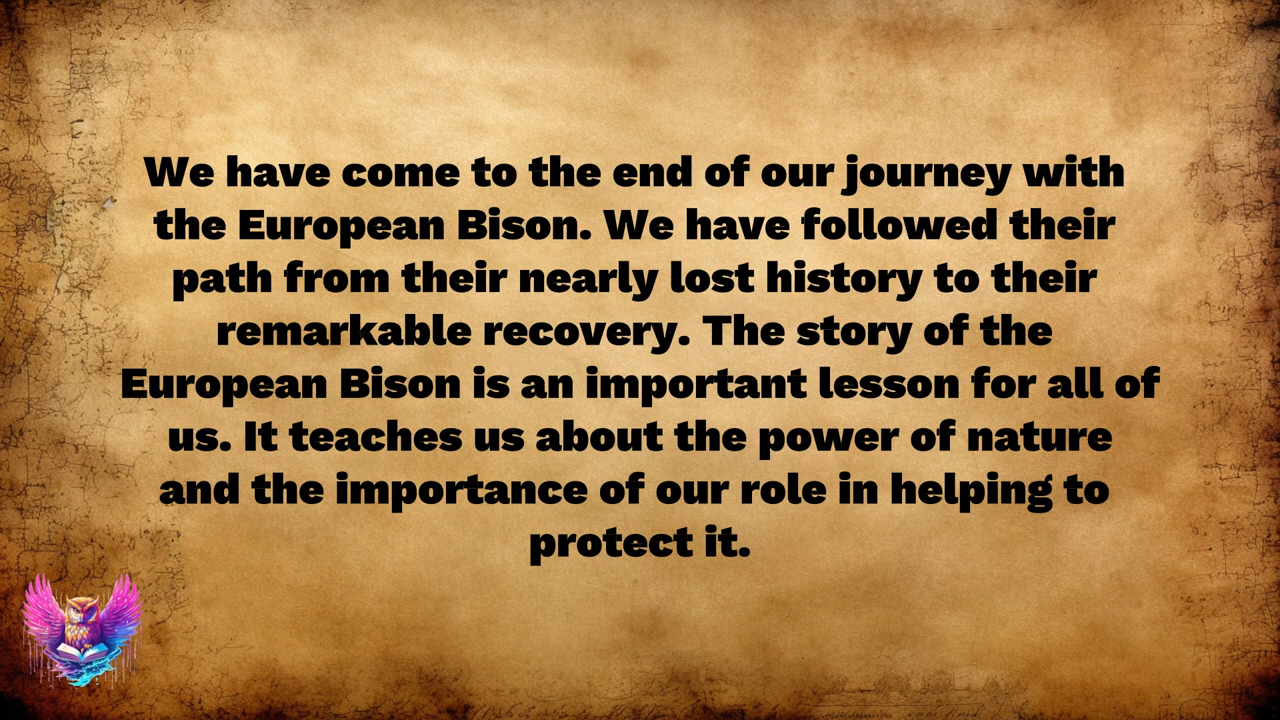 We have come to the end of our journey with
the European Bison. We have followed their
path from their nearly lost history to their
remarkable recovery. The story of the
European Bison is an important lesson for all of
us. It teaches us about the power of nature
and the importance of our role in helping to
protect it.